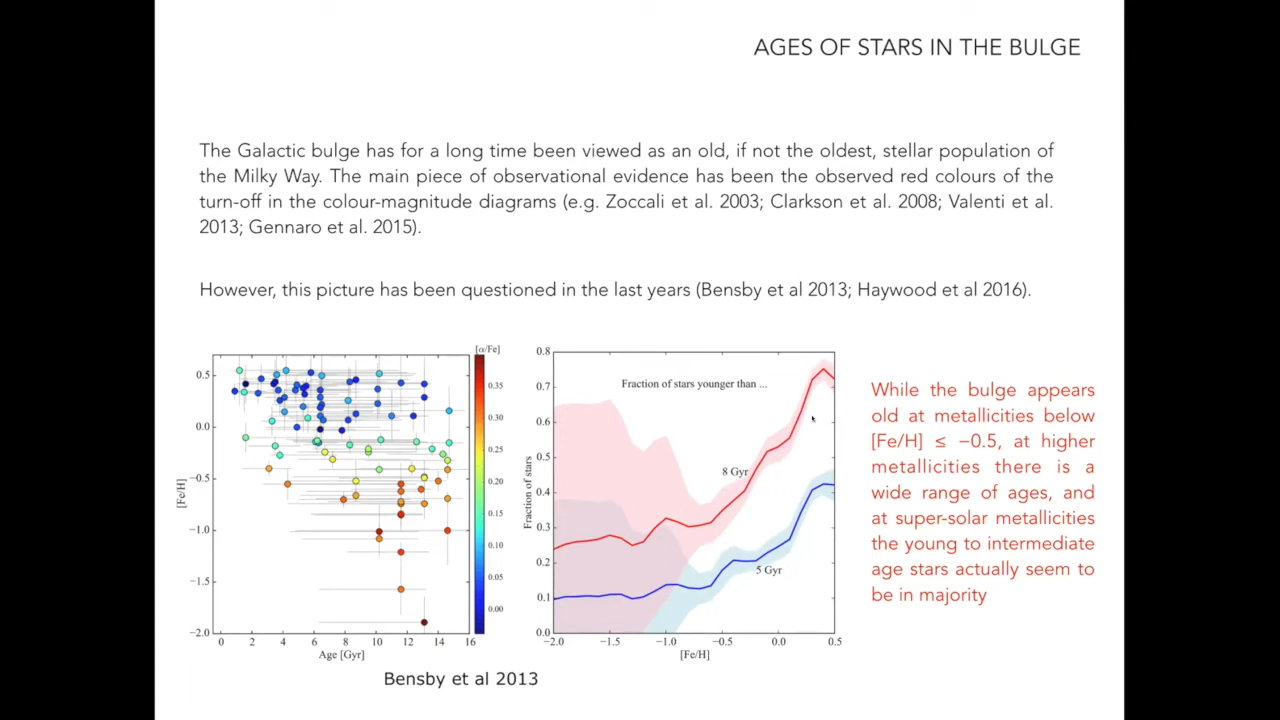 AGES OF STARS IN THE BULGE
The Galactic bulge has for a long time been viewed as an old, if not the oldest, stellar population of
the Milky Way. The main piece of observational evidence has been the observed red colours of the
turn-off in the colour-magnitude diagrams (e.g. Zoccali et al. 2003; Clarkson et al. 2008; Valenti et al.
2013; Gennaro et al. 2015).
However, this picture has been questioned in the last years (Bensby et al 2013; Haywood et al 2016).
[α/Fe]
0.5
0.0
−0.5
−1.0
−1.5
−2.0
[Fe/H]
0 2 4 6 8 10 12 14 16
Age [Gyr]
0.35
0.30
0.25
0.20
0.15
0.10
0.05
0.00
0.8
0.7
0.6
0.5
0.4
0.3
0.2
0.1
0.0
Fraction of stars
Fraction of stars younger than ...
8 Gyr
5 Gyr
−2.0 −1.5 −1.0 −0.5 0.0 0.5
[Fe/H]
While the bulge appears
old at metallicities below
[Fe/H] ≤ −0.5, at higher
metallicities there is a
wide range of ages, and
at super-solar metallicities
the young to intermediate
age stars actually seem to
be in majority
Bensby et al 2013